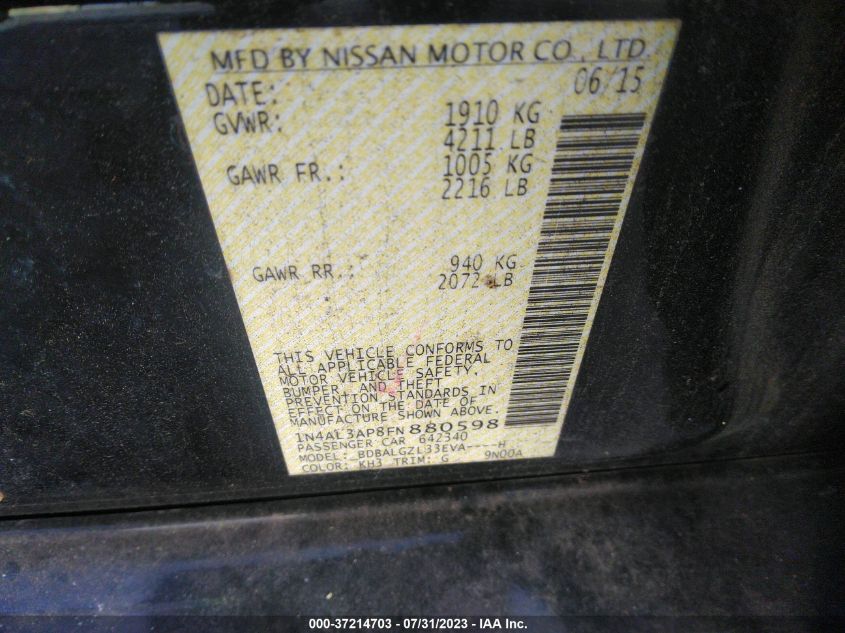 MFD BY NISSAN MOTOR CO., LTD.
DATE: 06/15
GVWR: 1910 KG
4211 LB
GAWR FR.: 1005 KG
2216 LB
GAWR RR.: 940 KG
2072 LB
THIS VEHICLE CONFORMS TO
ALL APPLICABLE FEDERAL
MOTOR VEHICLE SAFETY,
BUMPER, AND THEFT
PREVENTION STANDARDS IN
EFFECT ON THE DATE OF
MANUFACTURE SHOWN ABOVE.
1N4AL3AP8FN880598
PASSENGER CAR 642340
MODEL: BDBALGZL33EVA----H
COLOR: KH3 TRIM: G 9N00A
000-37214703 - 07/31/2023 - IAA Inc.